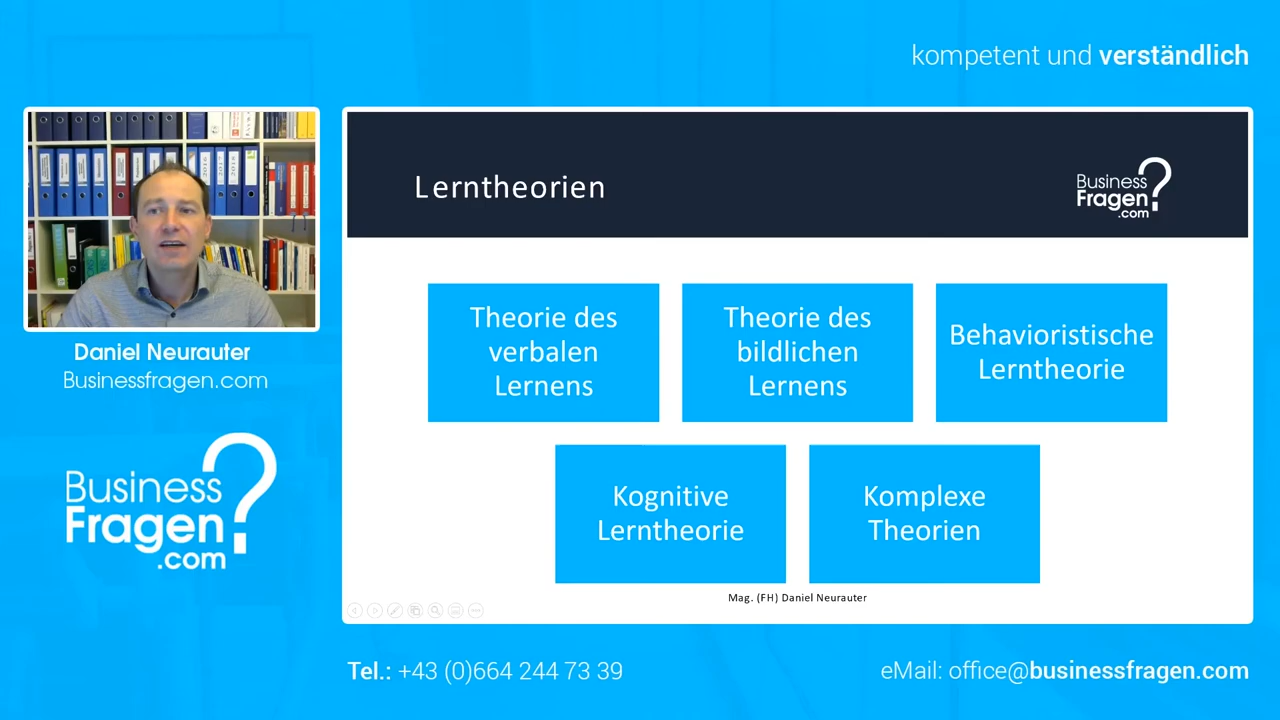 kompetent und verständlich
Daniel Neurauter
Businessfragen.com
Business
Fragen?
.com
Lerntheorien
Business
Fragen?
.com
Theorie des
verbalen
Lernens
Theorie des
bildlichen
Lernens
Behavioristische
Lerntheorie
Kognitive
Lerntheorie
Komplexe
Theorien
Mag. (FH) Daniel Neurauter
Tel.: +43 (0)664 244 73 39
eMail: office@businessfragen.com